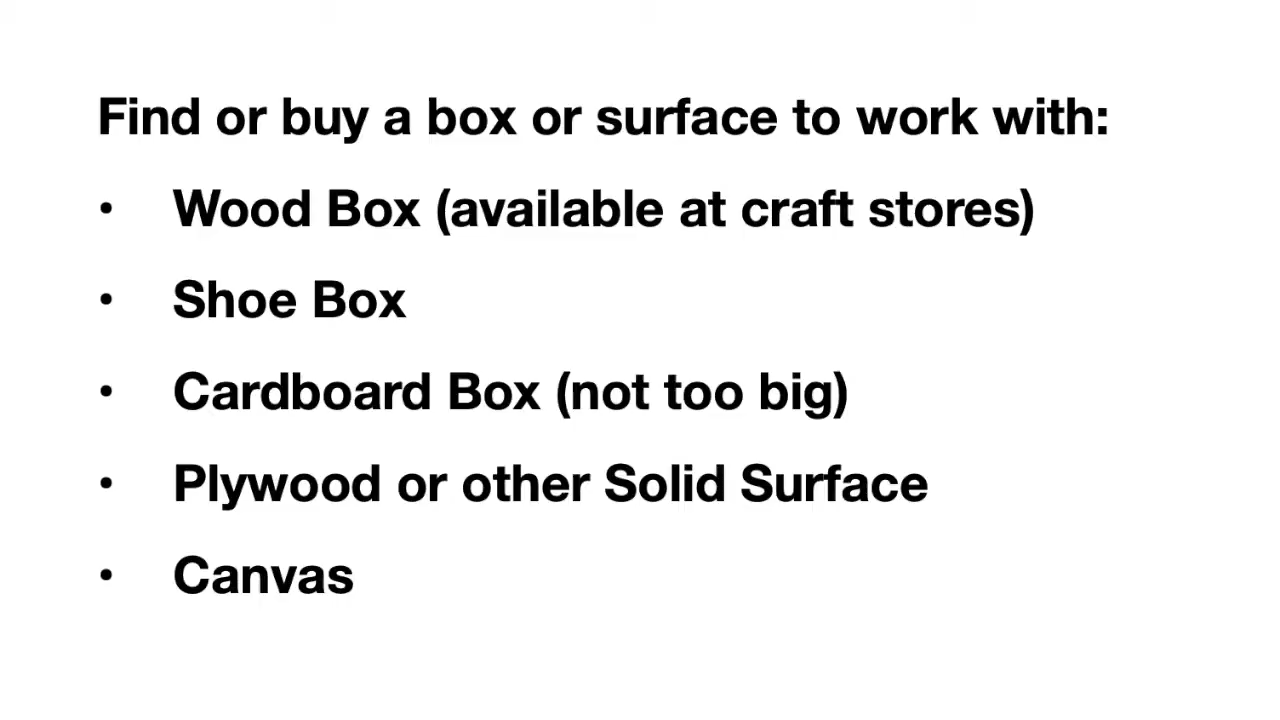 Find or buy a box or surface to work with:
• Wood Box (available at craft stores)
• Shoe Box
• Cardboard Box (not too big)
• Plywood or other Solid Surface
• Canvas